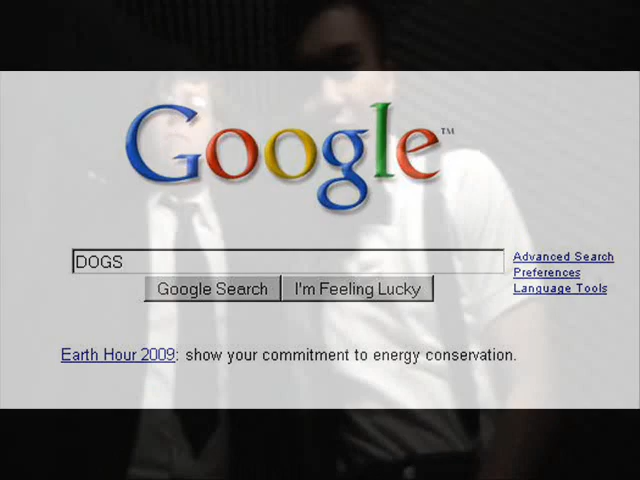 Google™
DOGS
Google Search
I'm Feeling Lucky
Advanced Search
Preferences
Language Tools
Earth Hour 2009: show your commitment to energy conservation.